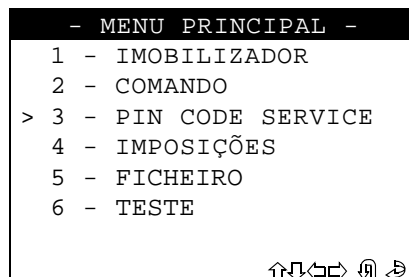 - MENU PRINCIPAL -
1 - IMOBILIZADOR
2 - COMANDO
> 3 - PIN CODE SERVICE
4 - IMPOSIÇÕES
5 - FICHEIRO
6 - TESTE